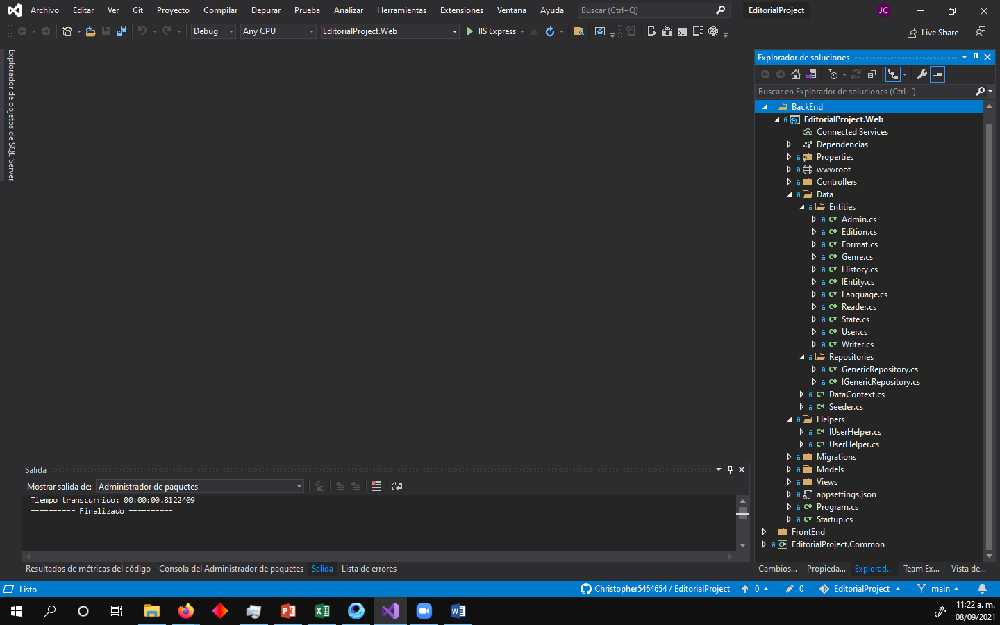 Archivo Editar Ver Git Proyecto Compilar Depurar Prueba Analizar Herramientas Extensiones Ventana Ayuda Buscar (Ctrl+Q) EditorialProject JC
Debug Any CPU EditorialProject.Web IIS Express Live Share
Explorador de objetos de SQL Server
Explorador de soluciones
Buscar en Explorador de soluciones (Ctrl+´)
BackEnd
EditorialProject.Web
Connected Services
Dependencias
Properties
wwwroot
Controllers
Data
Entities
C# Admin.cs
C# Edition.cs
C# Format.cs
C# Genre.cs
C# History.cs
C# IEntity.cs
C# Language.cs
C# Reader.cs
C# State.cs
C# User.cs
C# Writer.cs
Repositories
C# GenericRepository.cs
C# IGenericRepository.cs
C# DataContext.cs
C# Seeder.cs
Helpers
C# IUserHelper.cs
C# UserHelper.cs
Migrations
Models
Views
appsettings.json
C# Program.cs
C# Startup.cs
FrontEnd
C# EditorialProject.Common
Cambios... Propieda... Explorad... Team Ex... Vista de...
Salida
Mostrar salida de: Administrador de paquetes
Tiempo transcurrido: 00:00:00.8122409
========== Finalizado ==========
Resultados de métricas del código Consola del Administrador de paquetes Salida Lista de errores
Listo Christopher5464654 / EditorialProject 0 0 EditorialProject main
11:22 a. m.
08/09/2021